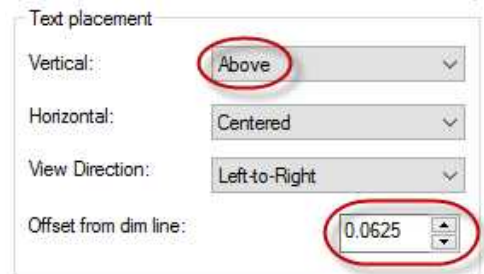 Text placement
Vertical: Above
Horizontal: Centered
View Direction: Left-to-Right
Offset from dim line: 0.0625